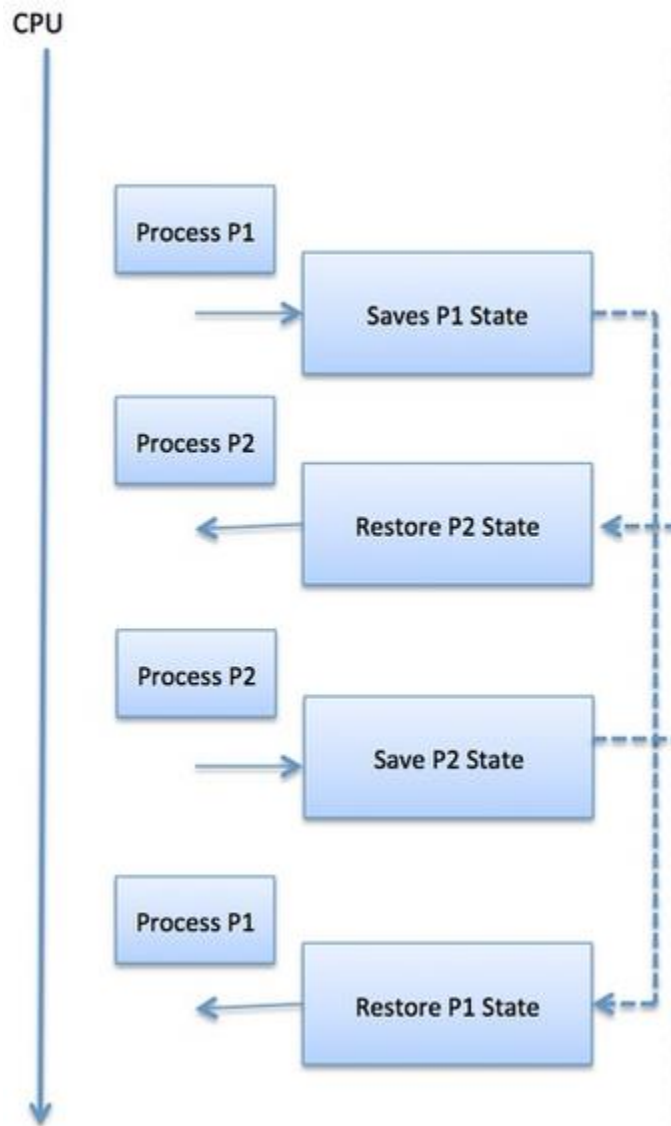 CPU
Process P1
Saves P1 State
Process P2
Restore P2 State
Process P2
Save P2 State
Process P1
Restore P1 State